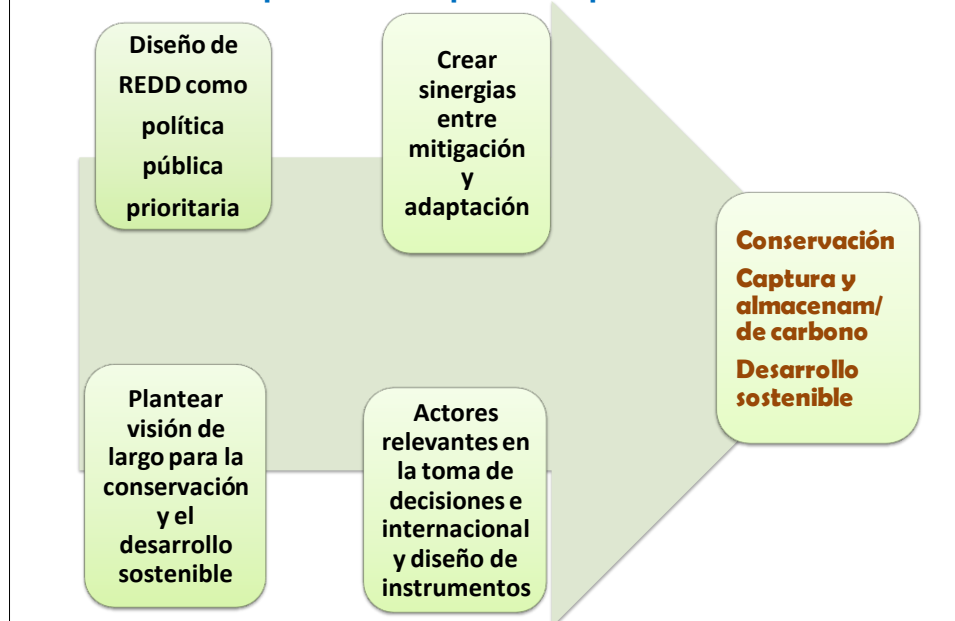 Diseño de
REDD como
política
pública
prioritaria
Crear
sinergias
entre
mitigación
y
adaptación
Plantear
visión de
largo para la
conservación
y el
desarrollo
sostenible
Actores
relevantes en
la toma de
decisiones e
internacional
y diseño de
instrumentos
Conservación
Captura y
almacenam/
de carbono
Desarrollo
sostenible